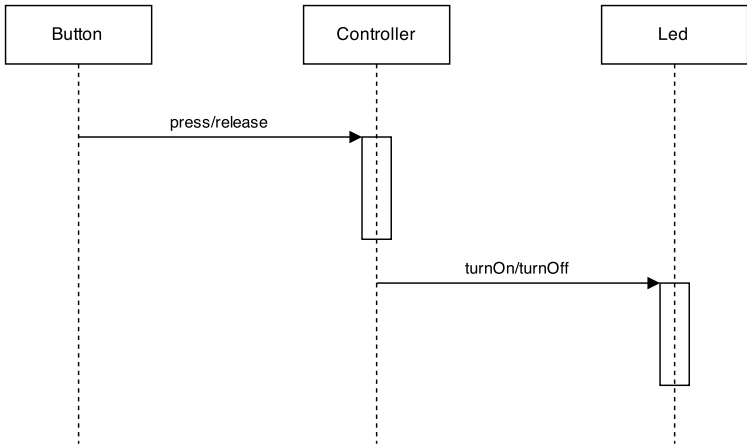 Button
Controller
Led
press/release
turnOn/turnOff